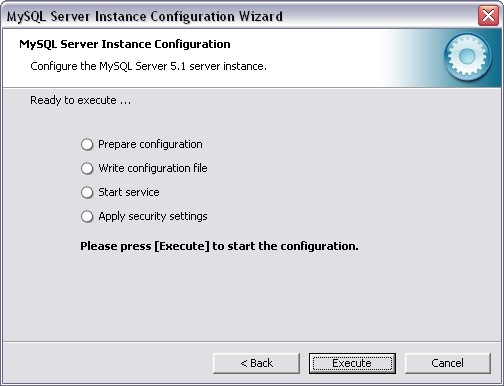 MySQL Server Instance Configuration Wizard
MySQL Server Instance Configuration
Configure the MySQL Server 5.1 server instance.
Ready to execute ...
Prepare configuration
Write configuration file
Start service
Apply security settings
Please press [Execute] to start the configuration.
< Back
Execute
Cancel